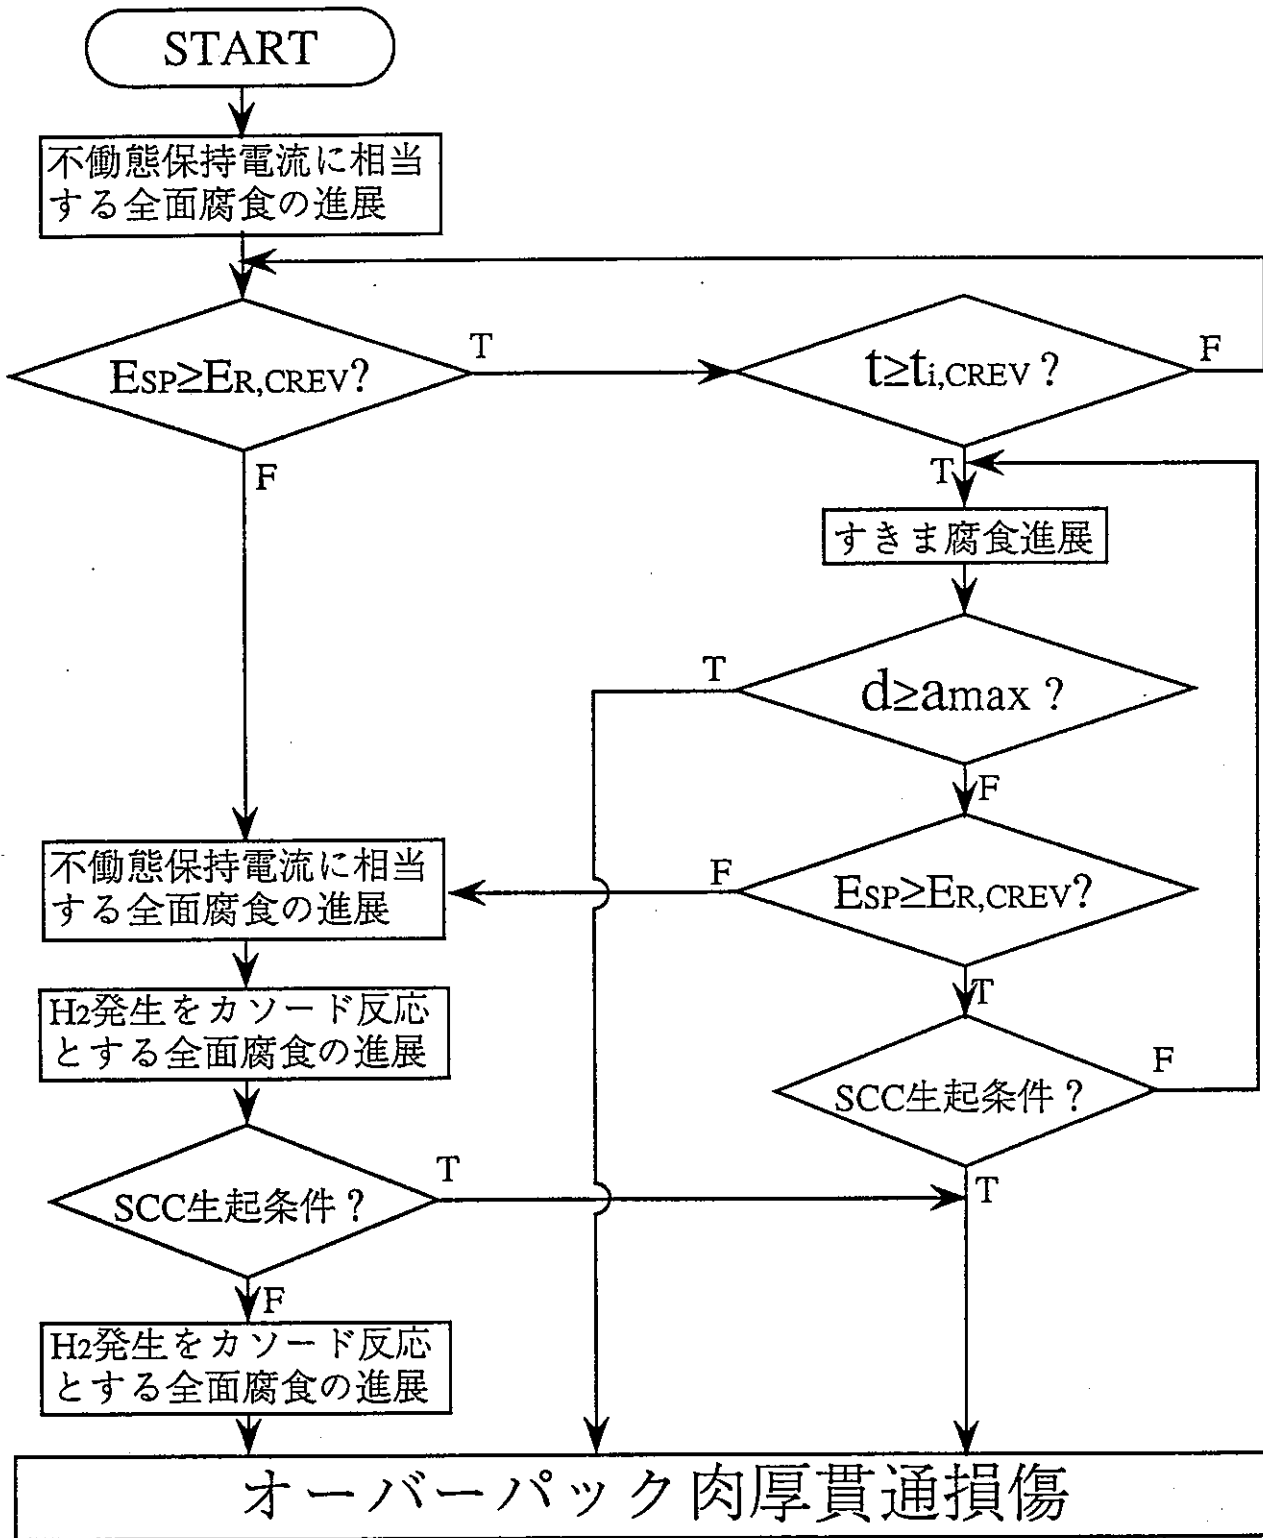 START
不働態保持電流に相当
する全面腐食の進展
ESP≥ER,CREV?
T
t≥ti,CREV ?
F
F
T
すきま腐食進展
T
d≥amax ?
F
不働態保持電流に相当
する全面腐食の進展
F
ESP≥ER,CREV?
T
H2発生をカソード反応
とする全面腐食の進展
F
SCC生起条件 ?
T
SCC生起条件 ?
T
F
H2発生をカソード反応
とする全面腐食の進展
オーバーパック肉厚貫通損傷